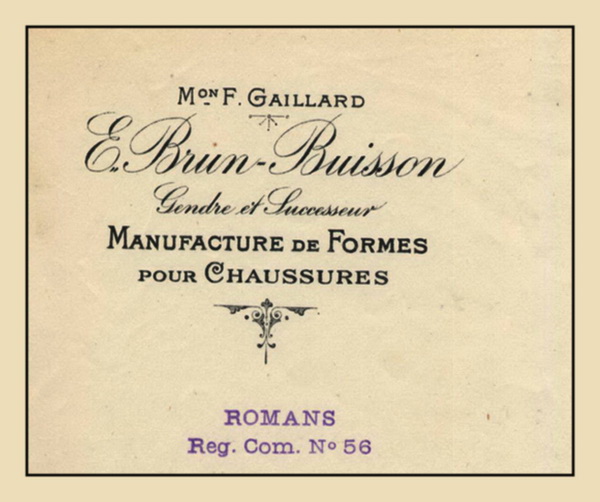 Mon F. Gaillard
E. Brun-Buisson
Gendre et Successeur
Manufacture de Formes
pour Chaussures
ROMANS
Reg. Com. No 56